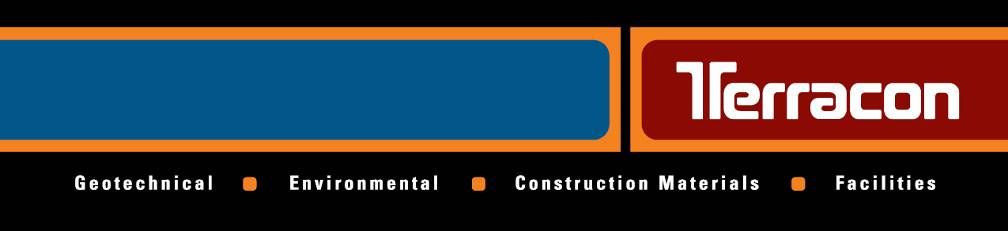 Terracon
Geotechnical Environmental Construction Materials Facilities